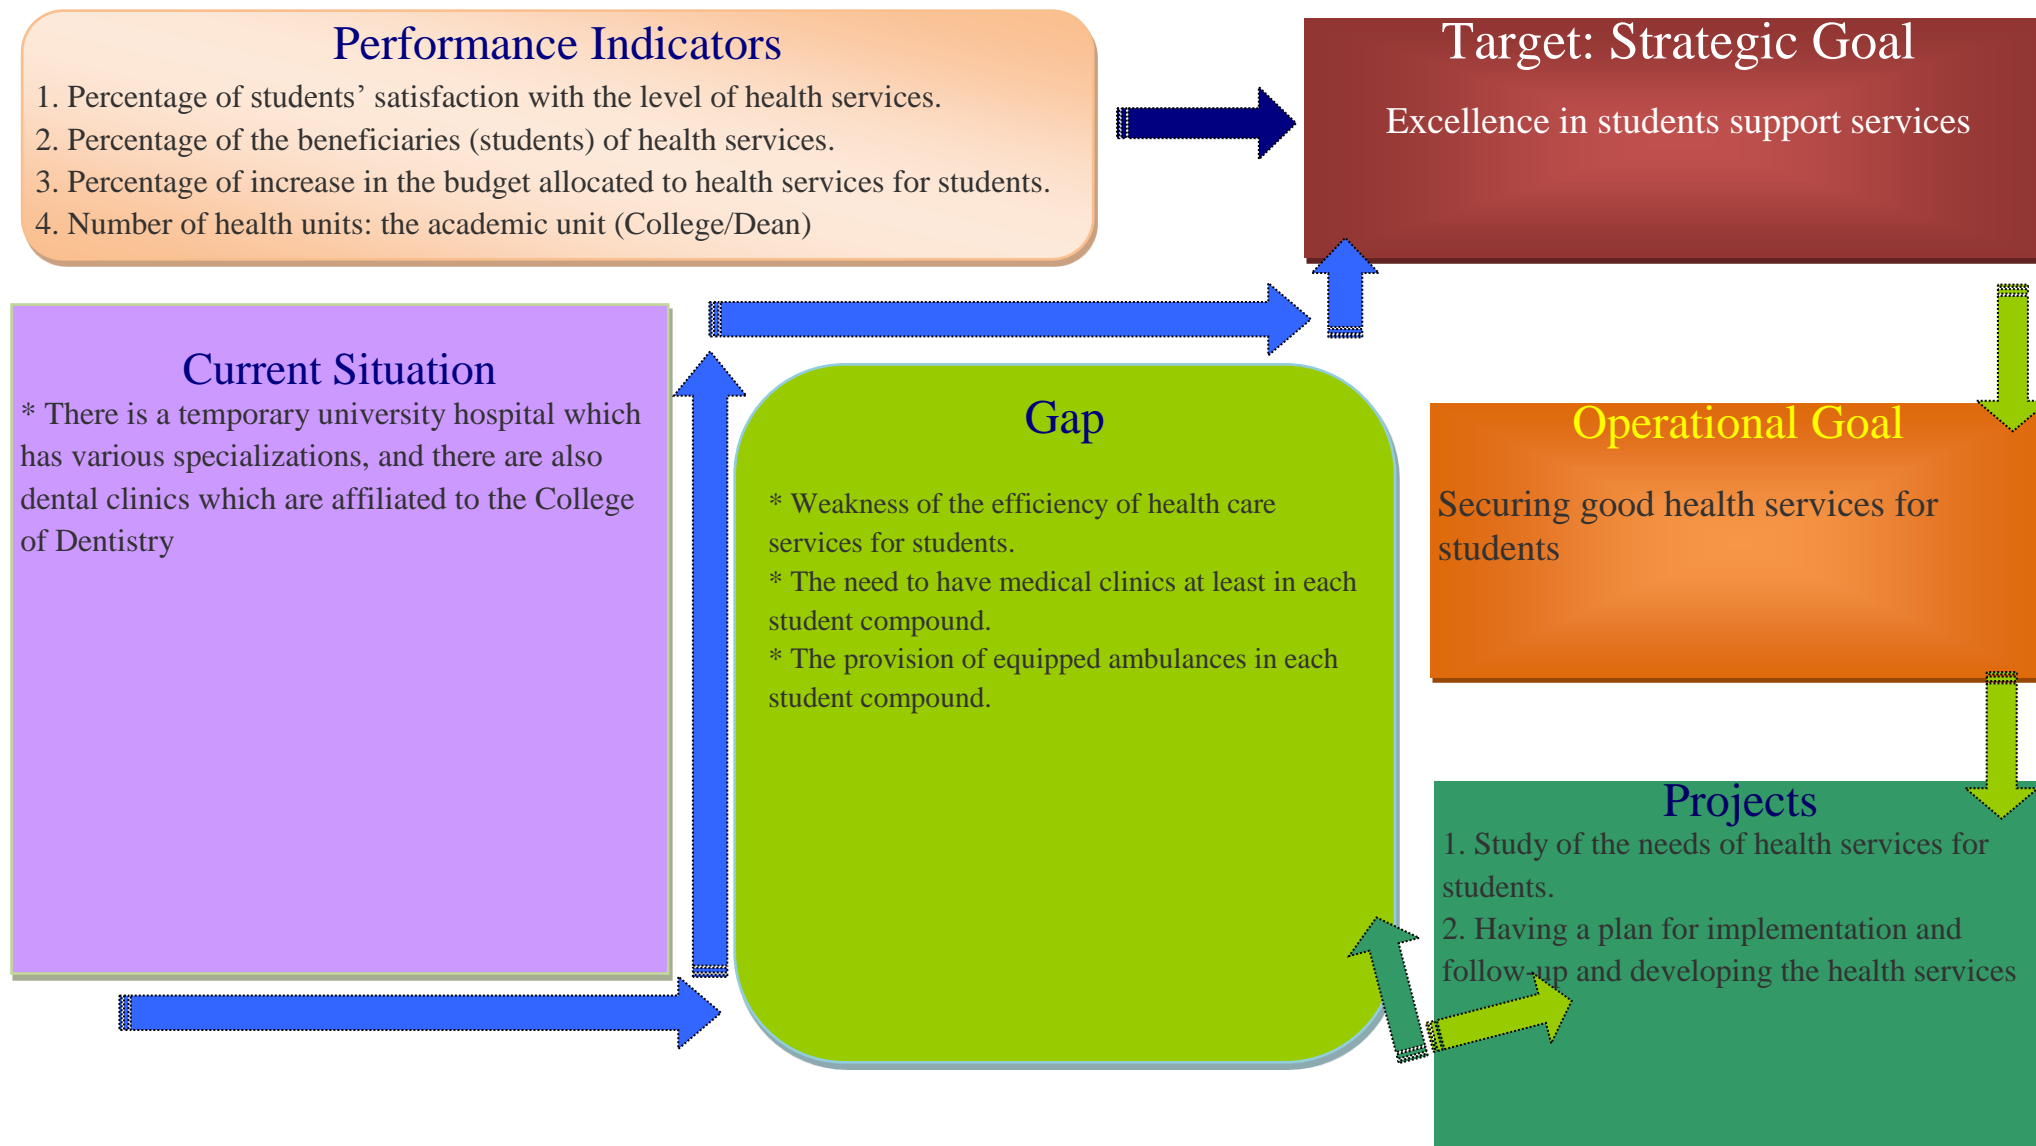 Performance Indicators
1. Percentage of students’ satisfaction with the level of health services.
2. Percentage of the beneficiaries (students) of health services.
3. Percentage of increase in the budget allocated to health services for students.
4. Number of health units: the academic unit (College/Dean)
Target: Strategic Goal
Excellence in students support services
Current Situation
* There is a temporary university hospital which
has various specializations, and there are also
dental clinics which are affiliated to the College
of Dentistry
Gap
* Weakness of the efficiency of health care
services for students.
* The need to have medical clinics at least in each
student compound.
* The provision of equipped ambulances in each
student compound.
Operational Goal
Securing good health services for
students
Projects
1. Study of the needs of health services for
students.
2. Having a plan for implementation and
follow-up and developing the health services